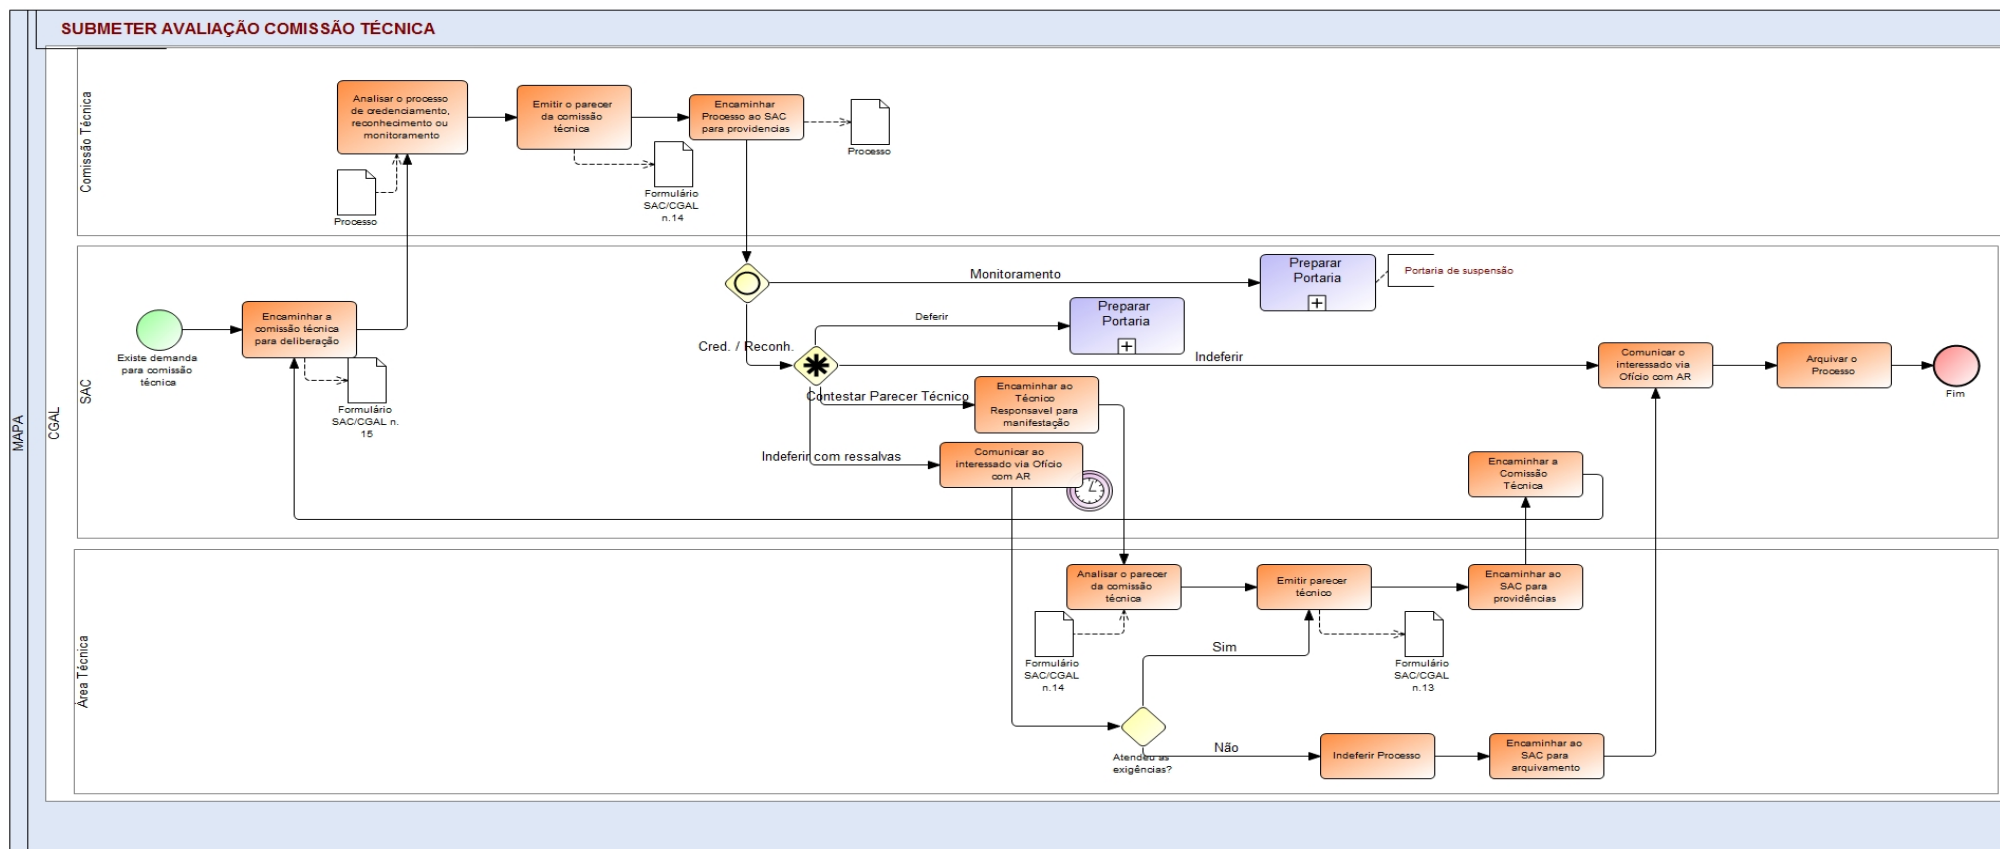 SUBMETER AVALIAÇÃO COMISSÃO TÉCNICA
MAPA
CGAL
Comissão Técnica
Analisar o processo
de credenciamento,
reconhecimento ou
monitoramento
Emitir o parecer
da comissão
técnica
Encaminhar
Processo ao SAC
para providencias
Processo
Processo
Formulário
SAC/CGAL
n.14
SAC
Existe demanda
para comissão
técnica
Encaminhar a
comissão técnica
para deliberação
Formulário
SAC/CGAL n.
15
Monitoramento
Preparar
Portaria
Portaria de suspensão
Cred. / Reconh.
Deferir
Preparar
Portaria
Indeferir
Comunicar o
interessado via
Ofício com AR
Arquivar o
Processo
Fim
Contestar Parecer Técnico
Encaminhar ao
Técnico
Responsavel para
manifestação
Indeferir com ressalvas
Comunicar ao
interessado via Ofício
com AR
Encaminhar a
Comissão
Técnica
Área Técnica
Analisar o parecer
da comissão
técnica
Emitir parecer
técnico
Encaminhar ao
SAC para
providências
Formulário
SAC/CGAL
n.14
Sim
Formulário
SAC/CGAL
n.13
Atendeu as
exigências?
Não
Indeferir Processo
Encaminhar ao
SAC para
arquivamento